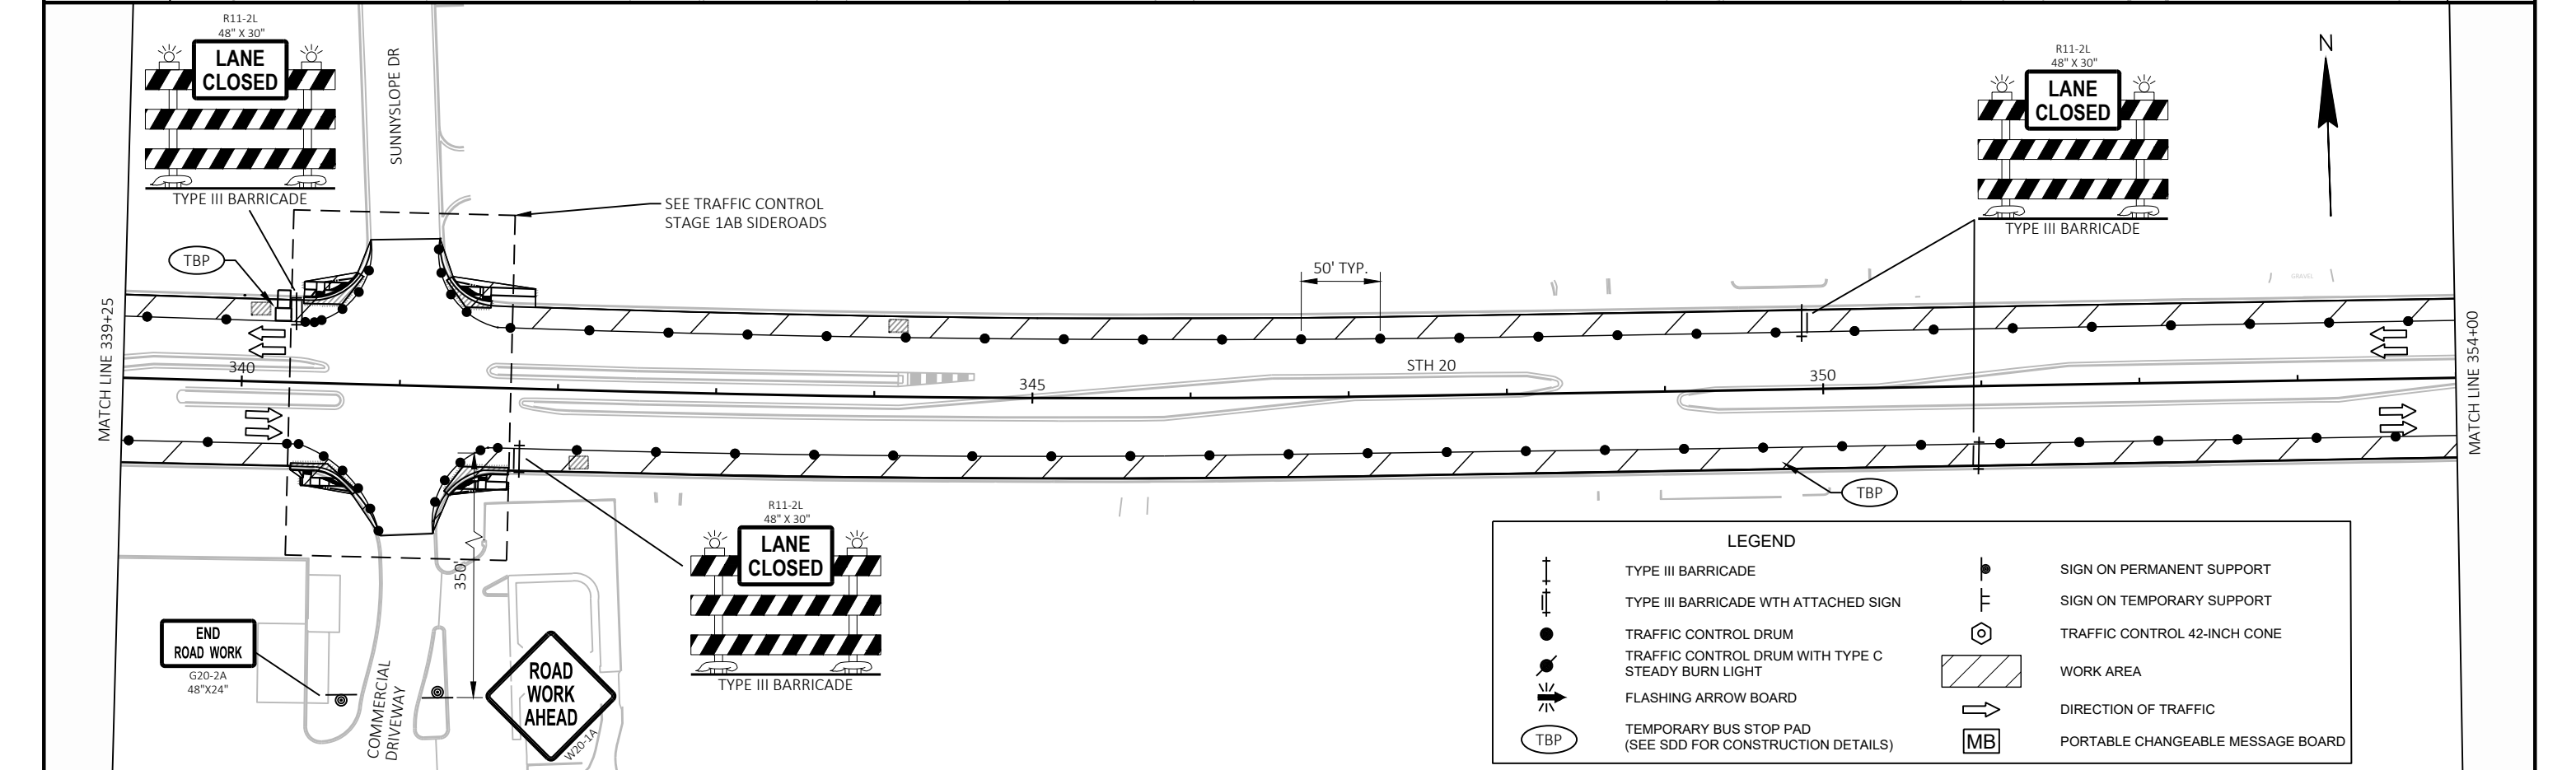 R11-2L
48" X 30"
LANE
CLOSED
TYPE III BARRICADE
SUNNYSLOPE DR
SEE TRAFFIC CONTROL
STAGE 1AB SIDEROADS
R11-2L
48" X 30"
LANE
CLOSED
TYPE III BARRICADE
N
TBP
50' TYP.
GRAVEL
MATCH LINE 339+25
340
345
STH 20
350
MATCH LINE 354+00
TBP
350'
R11-2L
48" X 30"
LANE
CLOSED
TYPE III BARRICADE
END
ROAD WORK
G20-2A
48"X24"
COMMERCIAL
DRIVEWAY
ROAD
WORK
AHEAD
W20-1A
LEGEND
TYPE III BARRICADE
TYPE III BARRICADE WTH ATTACHED SIGN
TRAFFIC CONTROL DRUM
TRAFFIC CONTROL DRUM WITH TYPE C
STEADY BURN LIGHT
FLASHING ARROW BOARD
TBP
TEMPORARY BUS STOP PAD
(SEE SDD FOR CONSTRUCTION DETAILS)
SIGN ON PERMANENT SUPPORT
SIGN ON TEMPORARY SUPPORT
TRAFFIC CONTROL 42-INCH CONE
WORK AREA
DIRECTION OF TRAFFIC
MB
PORTABLE CHANGEABLE MESSAGE BOARD